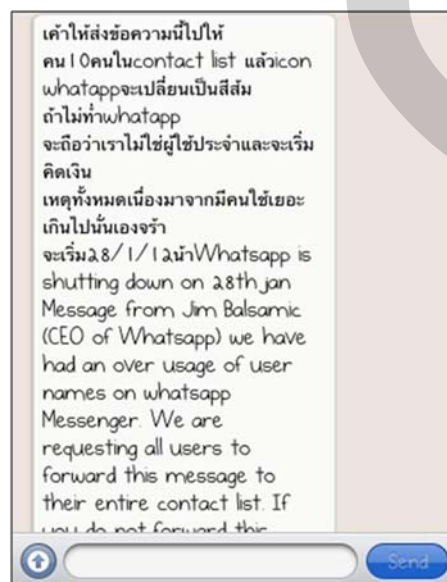 เค้าให้ส่งข้อความนี้ไปให้
คน10คนในcontact list แล้วicon
whatappจะเปลี่ยนเป็นสีส้ม
ถ้าไม่ทำwhatapp
จะถือว่าเราไม่ใช่ผู้ใช้ประจำและจะเริ่ม
คิดเงิน
เหตุทั้งหมดเนื่องมาจากมีคนใช้เยอะ
เกินไปนั่นเองจร้า
จะเริ่ม28/1/12น้าWhatsapp is
shutting down on 28th jan
Message from Jim Balsamic
(CEO of Whatsapp) we have
had an over usage of user
names on whatsapp
Messenger. We are
requesting all users to
forward this message to
their entire contact list. If
you do not forward this
Send